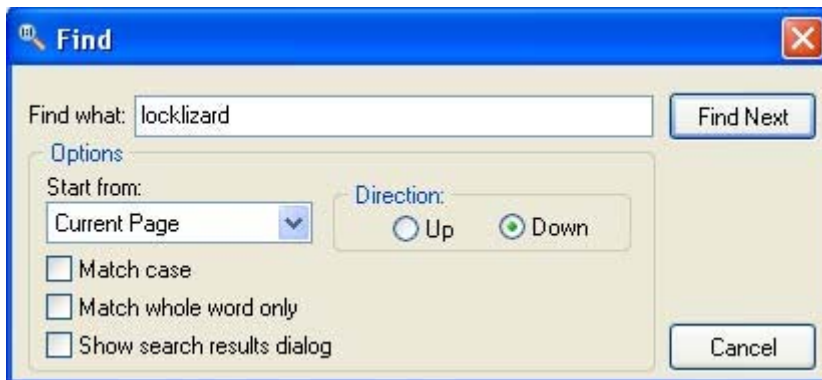 Find
Find what: locklizard Find Next
Options
Start from:
Direction:
Current Page
Up Down
Match case
Match whole word only
Show search results dialog
Cancel